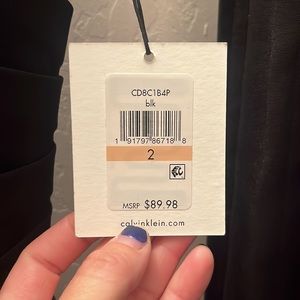 CD8C1B4P
blk
1 91797 86718 8
2
MSRP $89.98
calvinklein.com